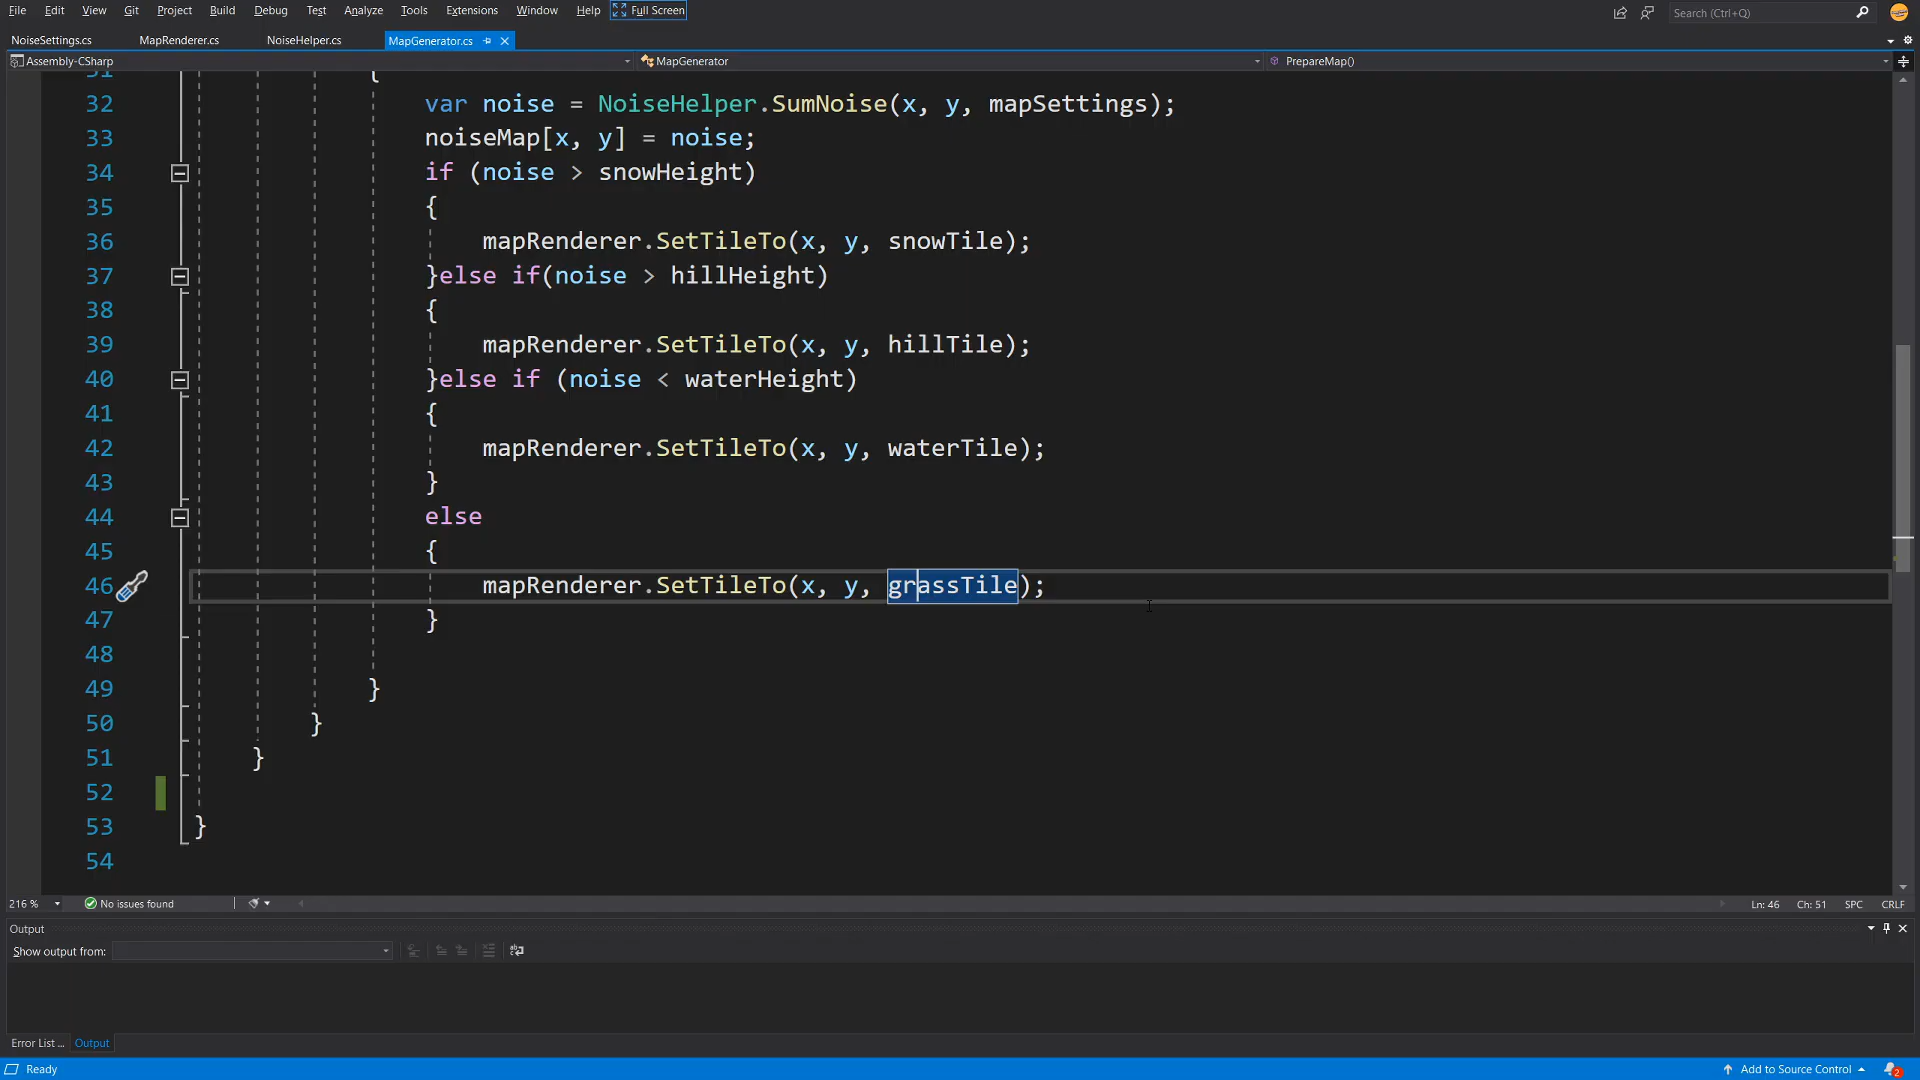 File Edit View Git Project Build Debug Test Analyze Tools Extensions Window Help Full Screen Search (Ctrl+Q)
NoiseSettings.cs MapRenderer.cs NoiseHelper.cs MapGenerator.cs
Assembly-CSharp MapGenerator PrepareMap()
31 {
32 var noise = NoiseHelper.SumNoise(x, y, mapSettings);
33 noiseMap[x, y] = noise;
34 if (noise > snowHeight)
35 {
36 mapRenderer.SetTileTo(x, y, snowTile);
37 }else if(noise > hillHeight)
38 {
39 mapRenderer.SetTileTo(x, y, hillTile);
40 }else if (noise < waterHeight)
41 {
42 mapRenderer.SetTileTo(x, y, waterTile);
43 }
44 else
45 {
46 mapRenderer.SetTileTo(x, y, grassTile);
47 }
48
49 }
50 }
51 }
52
53 }
54
216 % No issues found Ln: 46 Ch: 51 SPC CRLF
Output
Show output from:
Error List ... Output
Ready Add to Source Control 2